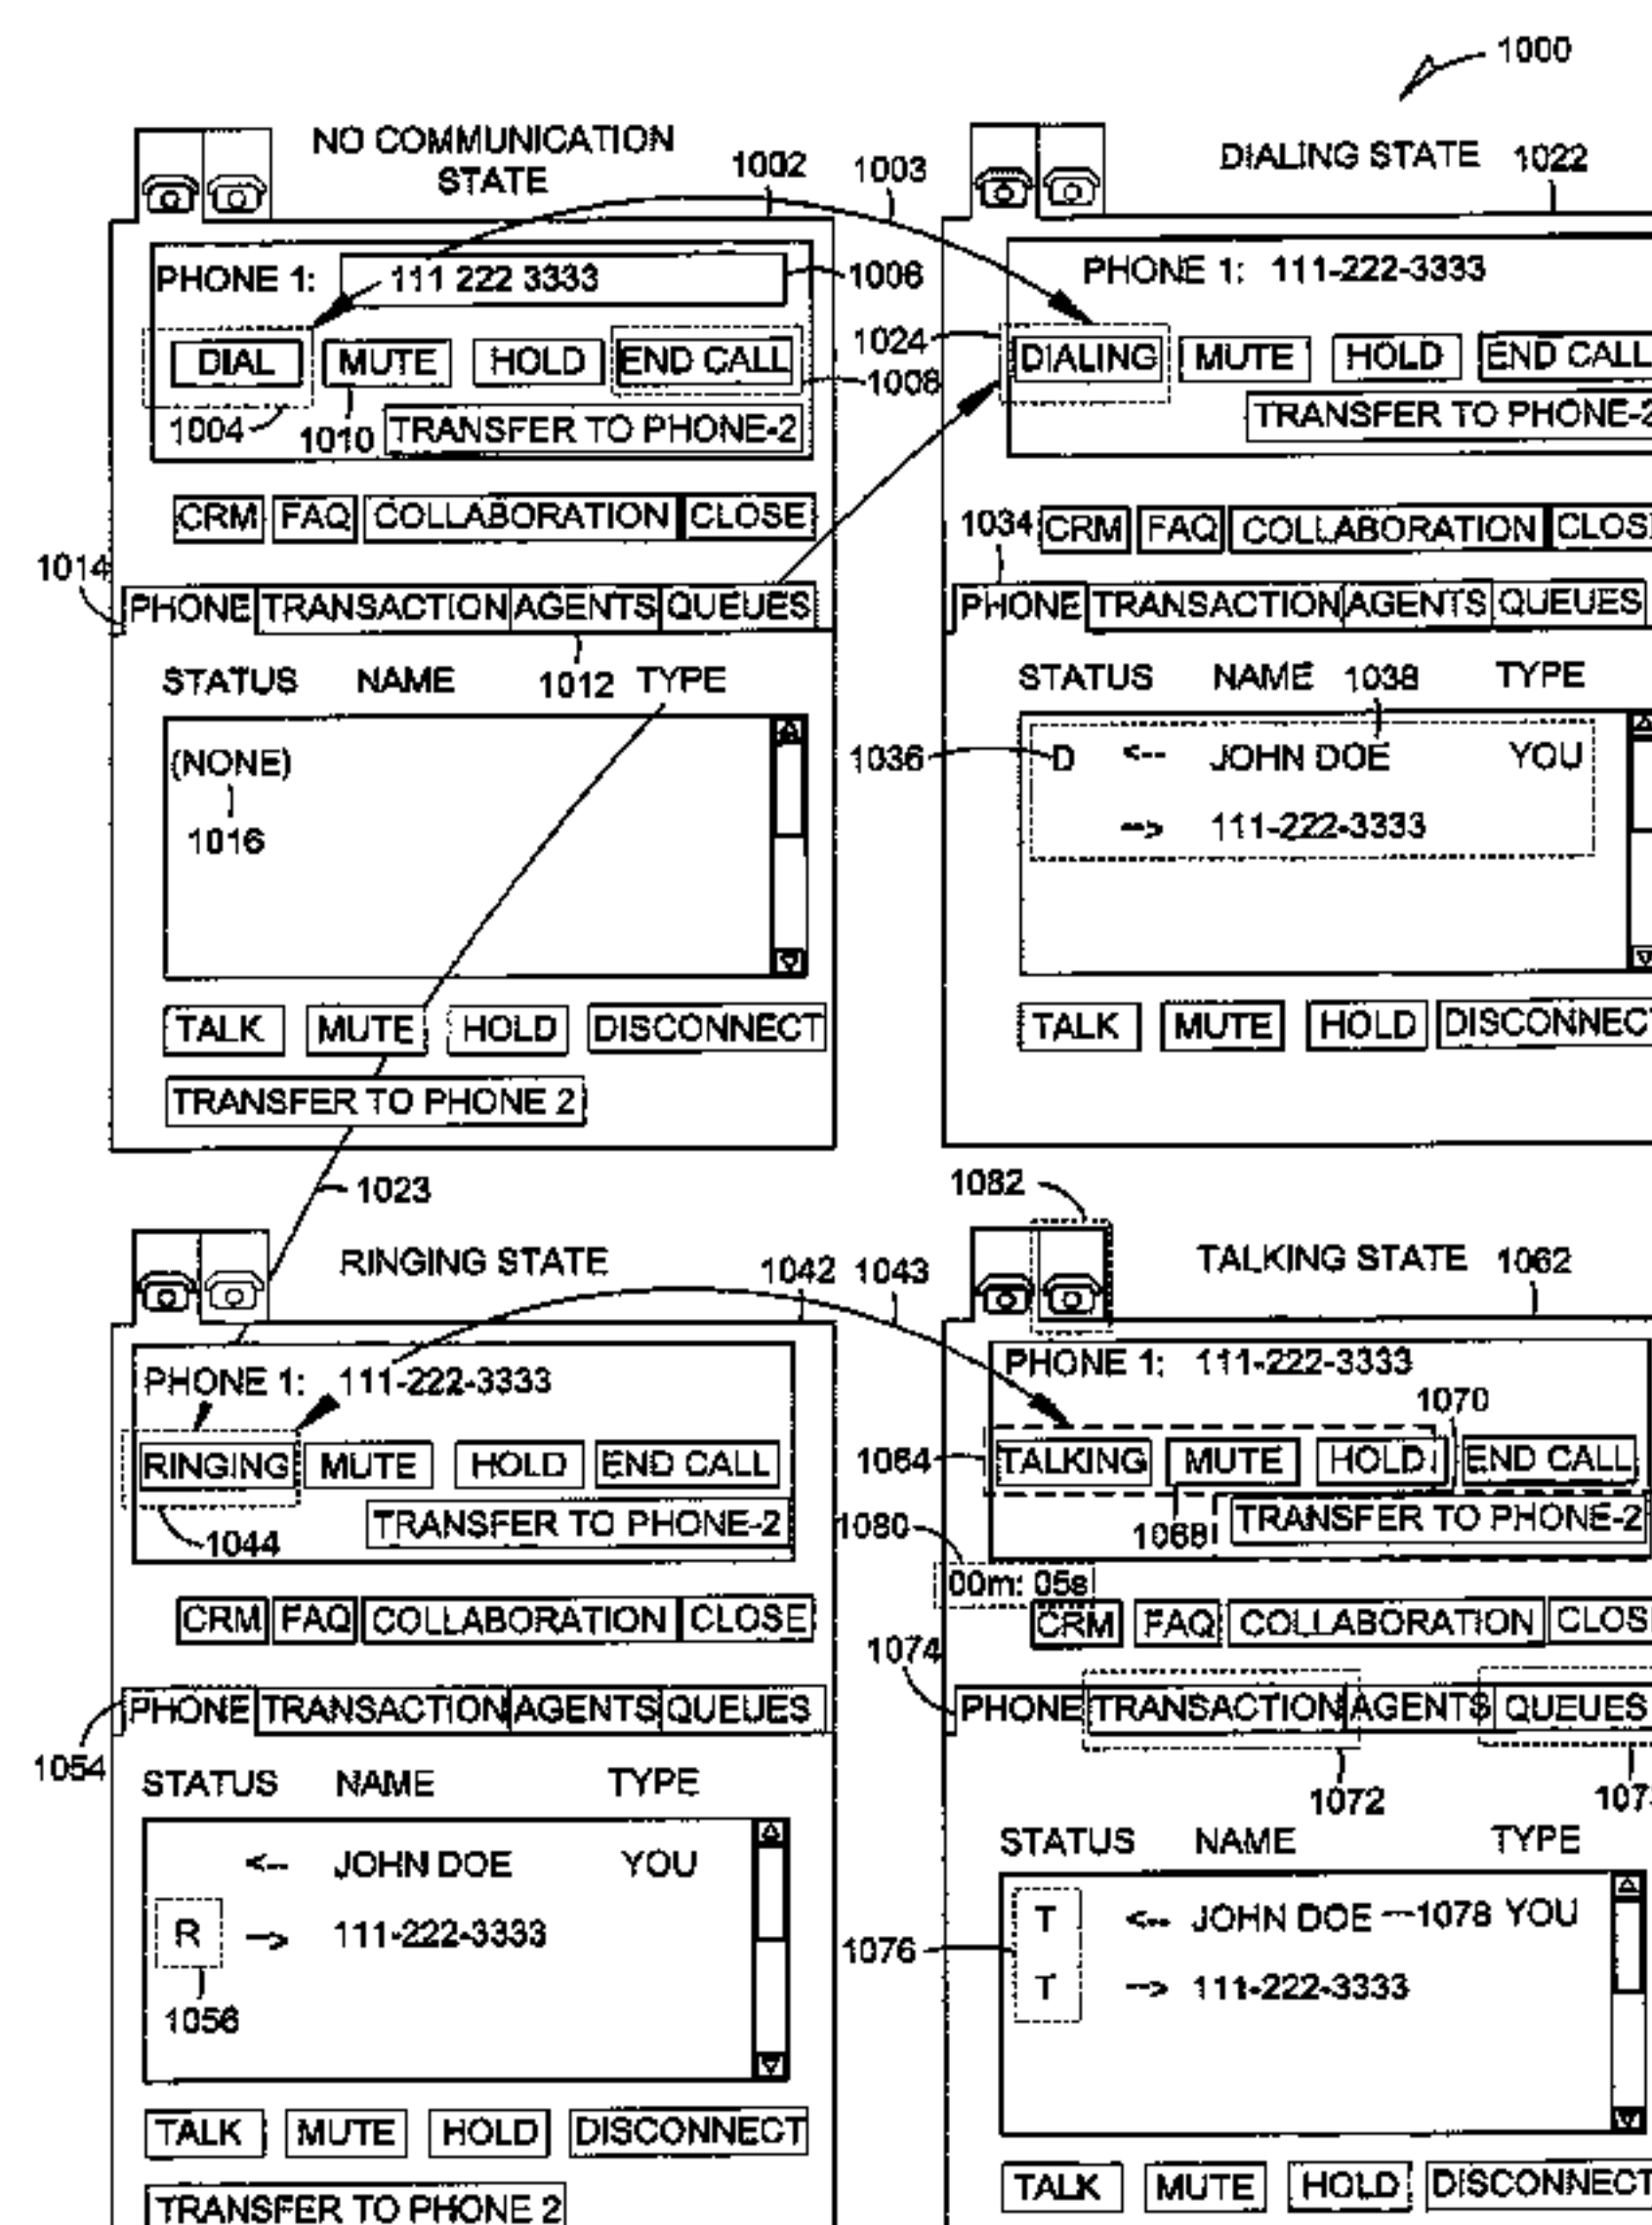 1000
NO COMMUNICATION
STATE
1002
1003
PHONE 1: 111 222 3333
1006
DIAL MUTE HOLD END CALL
1008
1004
1010
TRANSFER TO PHONE-2
CRM FAQ COLLABORATION CLOSE
1014
PHONE TRANSACTION AGENTS QUEUES
STATUS NAME 1012 TYPE
(NONE)
1016
TALK MUTE HOLD DISCONNECT
TRANSFER TO PHONE 2
1023
DIALING STATE 1022
PHONE 1: 111-222-3333
1024
DIALING MUTE HOLD END CALL
TRANSFER TO PHONE-2
1034
CRM FAQ COLLABORATION CLOS
PHONE TRANSACTION AGENTS QUEUES
STATUS NAME 1038 TYPE
1036
D <-- JOHN DOE YOU
--> 111-222-3333
TALK MUTE HOLD DISCONNECT
RINGING STATE
1042 1043
PHONE 1: 111-222-3333
RINGING MUTE HOLD END CALL
1044
TRANSFER TO PHONE-2
CRM FAQ COLLABORATION CLOSE
PHONE TRANSACTION AGENTS QUEUES
1054
STATUS NAME TYPE
<-- JOHN DOE YOU
R --> 111-222-3333
1056
TALK MUTE HOLD DISCONNECT
TRANSFER TO PHONE 2
1082
TALKING STATE 1062
PHONE 1: 111-222-3333
1070
1064
TALKING MUTE HOLD END CALL
1068
TRANSFER TO PHONE-2
1080
00m: 05s
CRM FAQ COLLABORATION CLOS
1074
PHONE TRANSACTION AGENTS QUEUES
1072
STATUS NAME TYPE
T <-- JOHN DOE 1078 YOU
1076
T --> 111-222-3333
TALK MUTE HOLD DISCONNECT